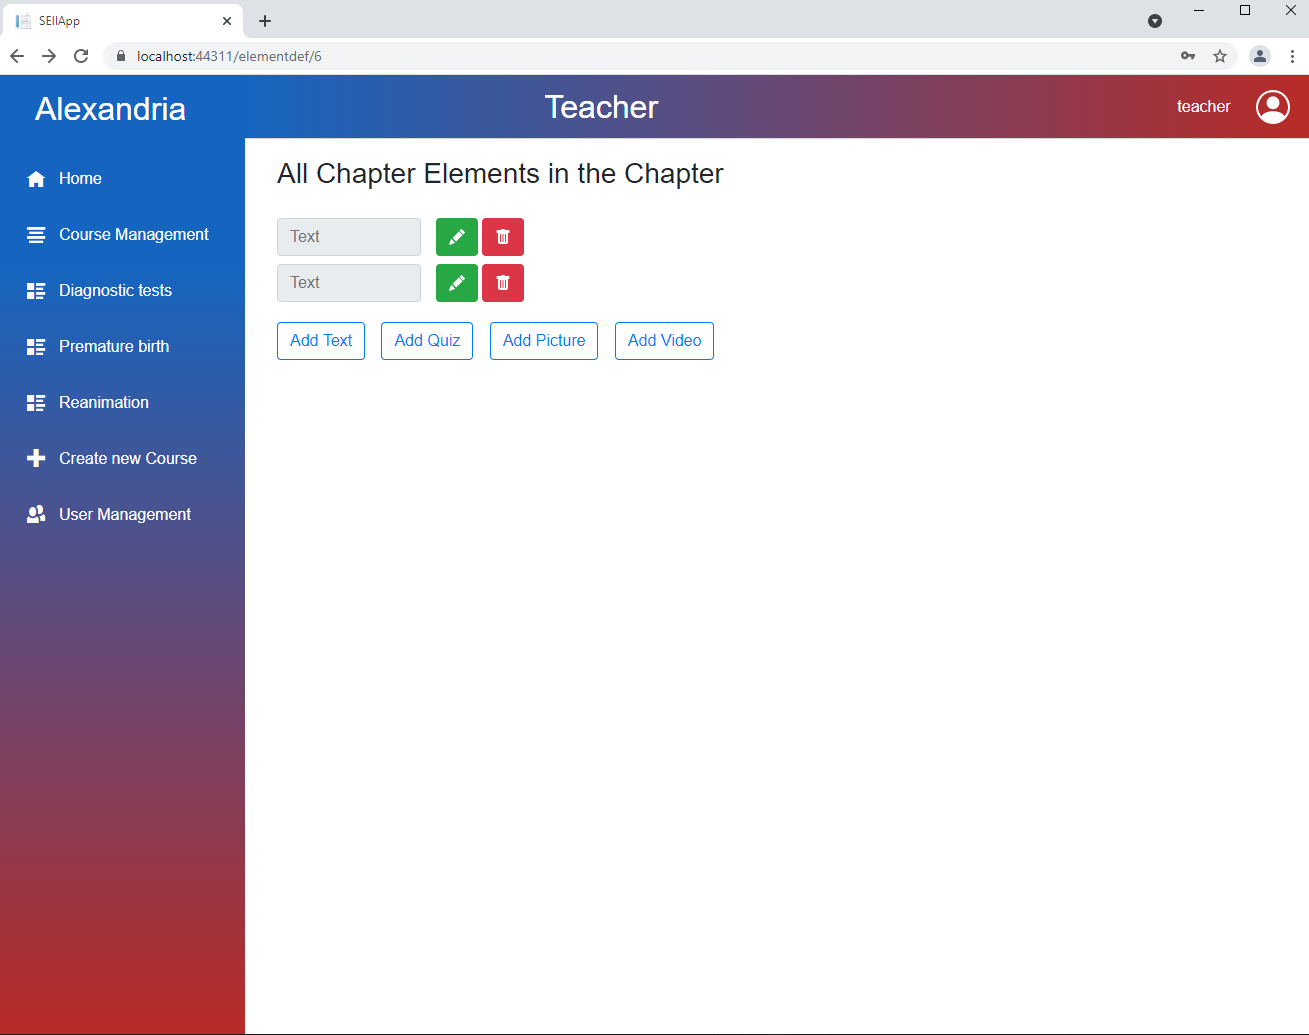 SEIIApp
localhost:44311/elementdef/6
Alexandria
Teacher
teacher
Home
Course Management
Diagnostic tests
Premature birth
Reanimation
Create new Course
User Management
All Chapter Elements in the Chapter
Text
Text
Add Text Add Quiz Add Picture Add Video